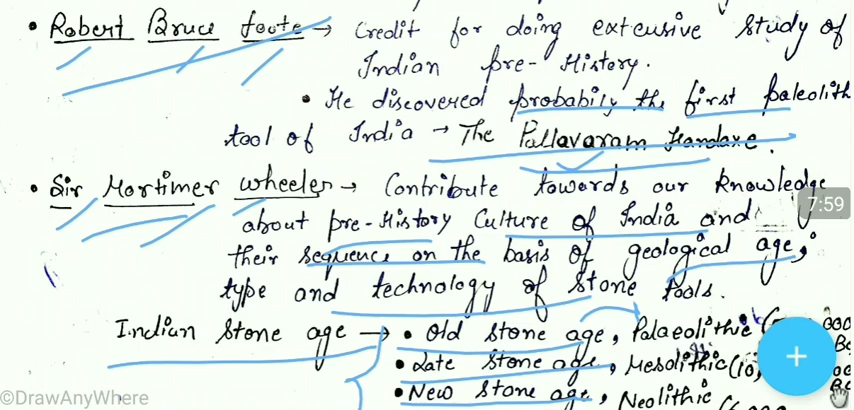 • Robert Bruce foote → Credit for doing extensive study of
Indian pre-History.
• He discovered probabily the first paleolith
tool of India → The Pallavaram Handaxe.
• Sir Mortimer wheeler → Contribute towards our knowledge
about pre-History Culture of India and
their sequence on the basis of geological age,
type and technology of stone tools.
7:59
Indian stone age → • Old stone age, Palaeolithic
• Late stone age, Mesolithic (10,
• New stone age, Neolithic
©DrawAnyWhere